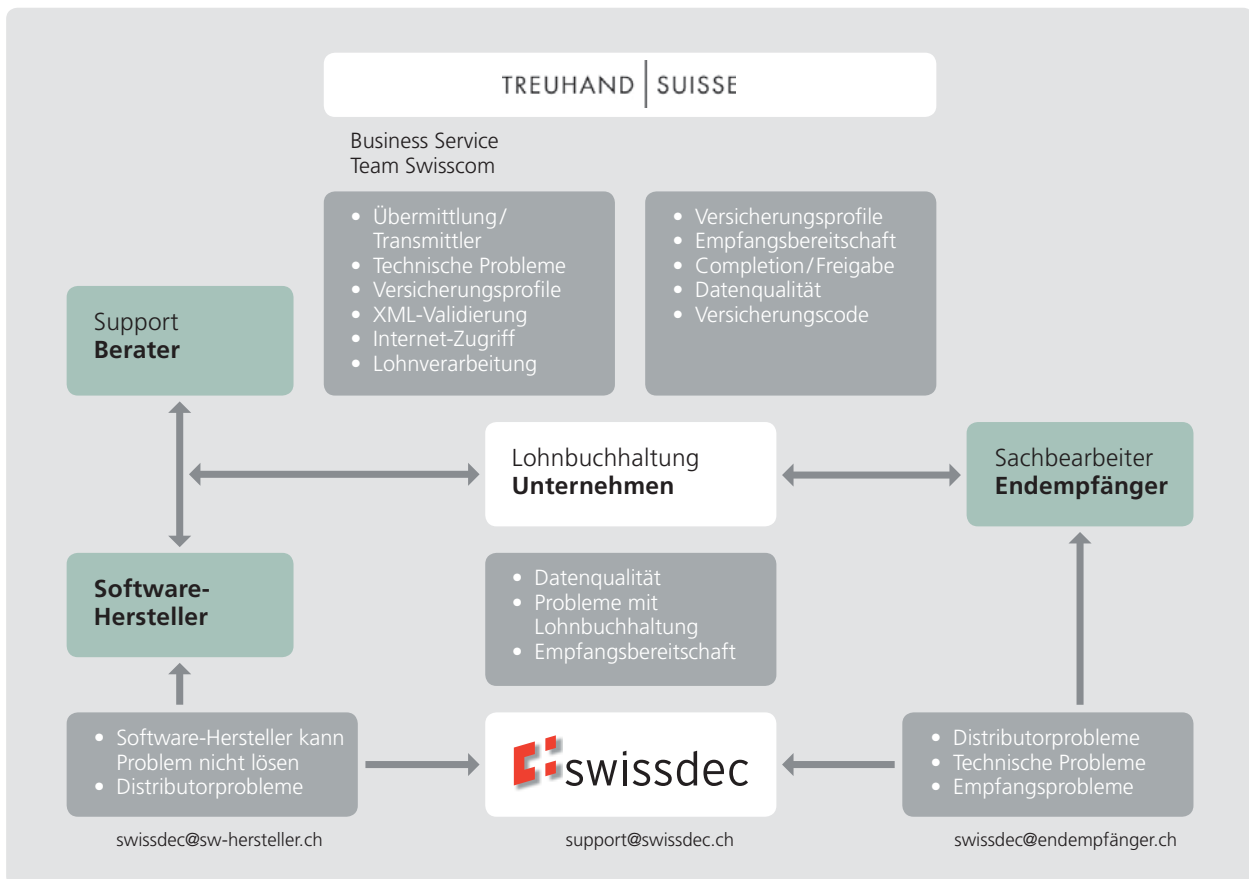 TREUHAND | SUISSE
Business Service
Team Swisscom
• Übermittlung/
Transmittler
• Technische Probleme
• Versicherungsprofile
• XML-Validierung
• Internet-Zugriff
• Lohnverarbeitung
• Versicherungsprofile
• Empfangsbereitschaft
• Completion/Freigabe
• Datenqualität
• Versicherungscode
Support
Berater
Lohnbuchhaltung
Unternehmen
Sachbearbeiter
Endempfänger
Software-
Hersteller
• Datenqualität
• Probleme mit
Lohnbuchhaltung
• Empfangsbereitschaft
• Software-Hersteller kann
Problem nicht lösen
• Distributorprobleme
swissdec
• Distributorprobleme
• Technische Probleme
• Empfangsprobleme
swissdec@sw-hersteller.ch
support@swissdec.ch
swissdec@endempfänger.ch